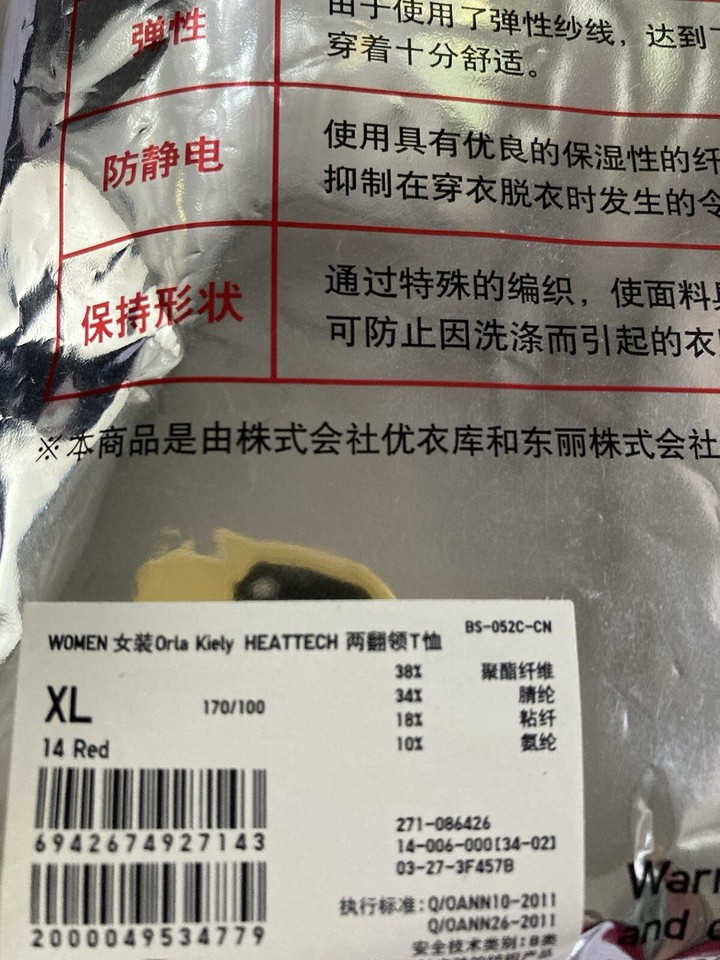 弹性
由于使用了弹性纱线，达到
穿着十分舒适。
防静电
使用具有优良的保湿性的纤
抑制在穿衣脱衣时发生的令
保持形状
通过特殊的编织，使面料具
可防止因洗涤而引起的衣
※本商品是由株式会社优衣库和东丽株式会社
WOMEN 女装Orla Kiely HEATTECH 两翻领T恤
BS-052C-CN
XL
170/100
38% 聚酯纤维
34% 腈纶
18% 粘纤
10% 氨纶
14 Red
6942674927143
271-086426
14-006-000[34-02]
03-27-3F457B
2000049534779
执行标准:Q/OANN10-2011
Q/OANN26-2011
安全技术类别:B类
Warm
and